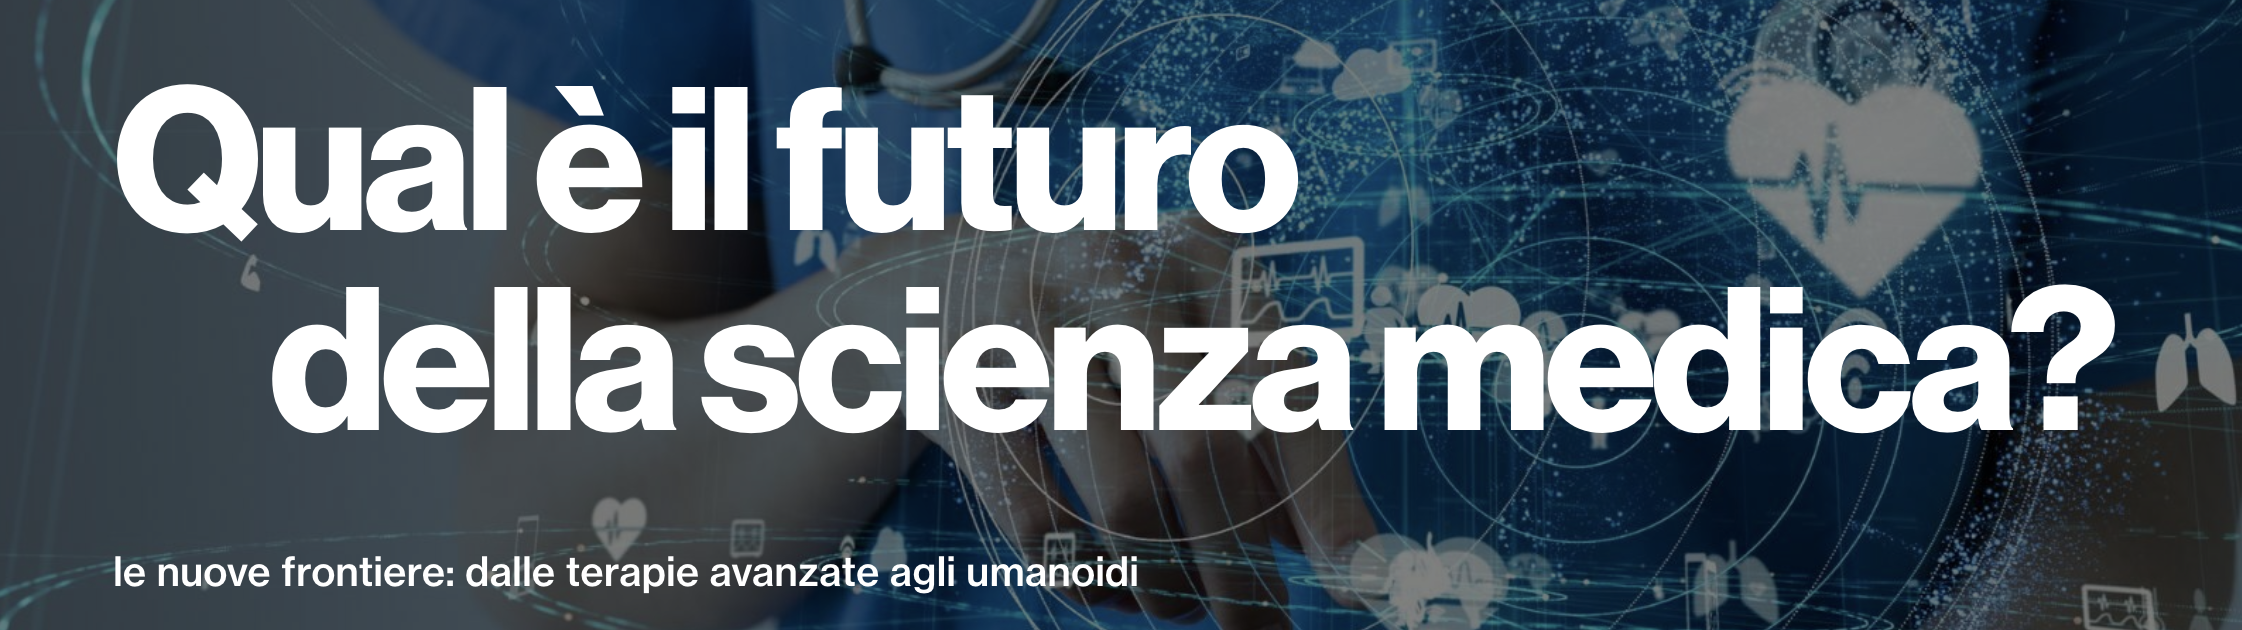 Qual è il futuro
della scienza medica?
le nuove frontiere: dalle terapie avanzate agli umanoidi